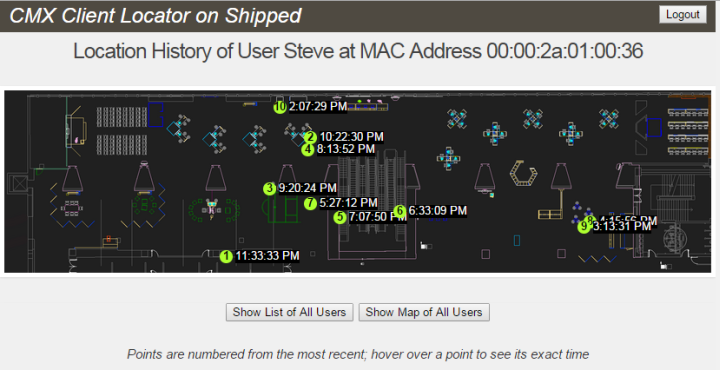 CMX Client Locator on Shipped
Logout
Location History of User Steve at MAC Address 00:00:2a:01:00:36
10 2:07:29 PM
2 10:22:30 PM
4 8:13:52 PM
3 9:20:24 PM
7 5:27:12 PM
6 6:33:09 PM
5 7:07:50 PM
8 4:15:56 PM
9 3:13:31 PM
1 11:33:33 PM
Show List of All Users
Show Map of All Users
Points are numbered from the most recent; hover over a point to see its exact time